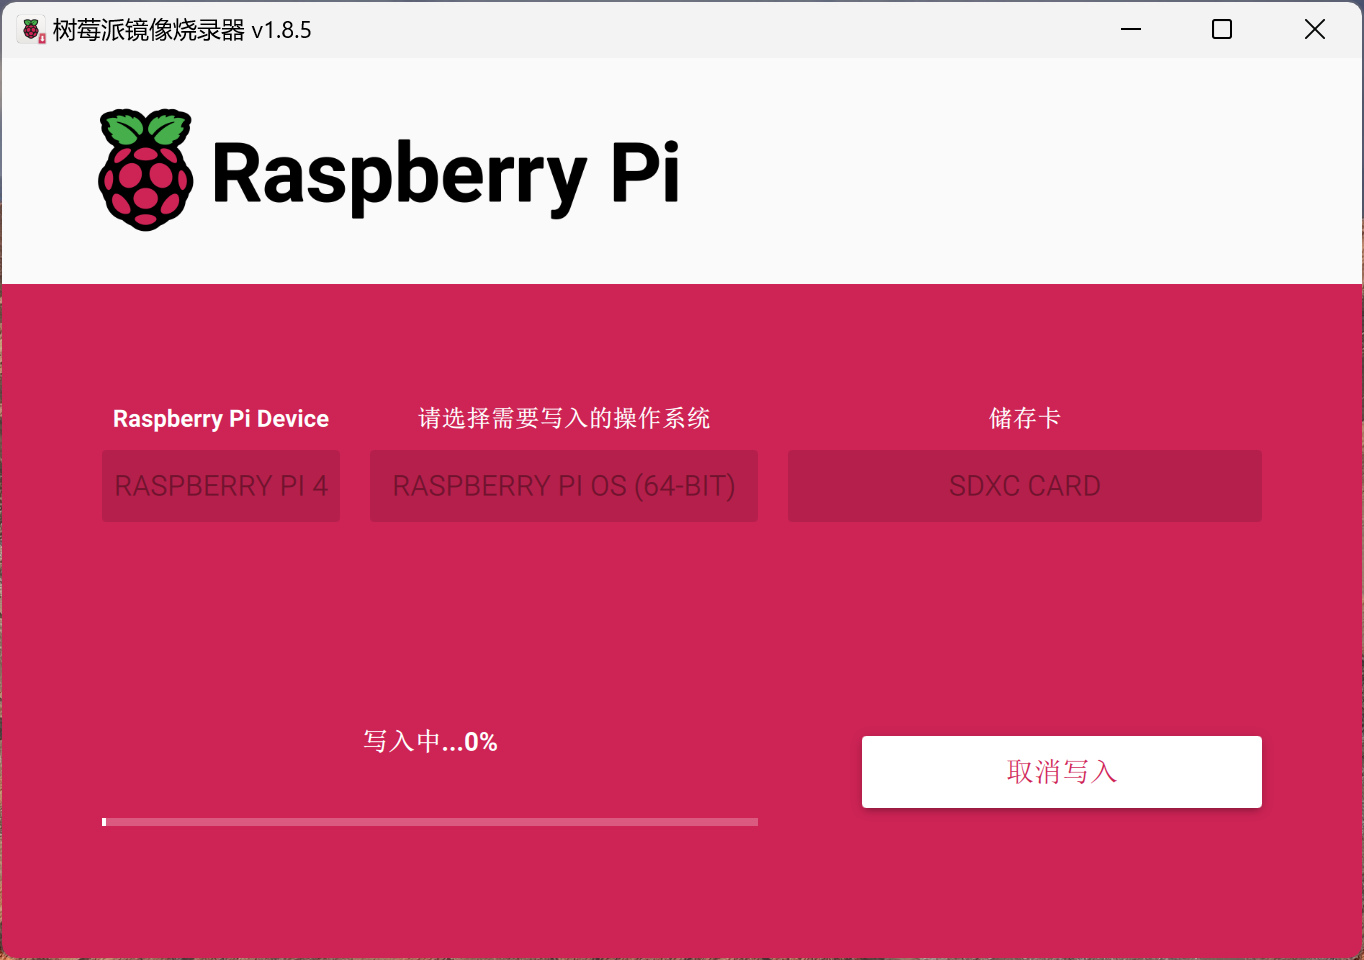 树莓派镜像烧录器 v1.8.5
Raspberry Pi
Raspberry Pi Device
请选择需要写入的操作系统
储存卡
RASPBERRY PI 4
RASPBERRY PI OS (64-BIT)
SDXC CARD
写入中...0%
取消写入